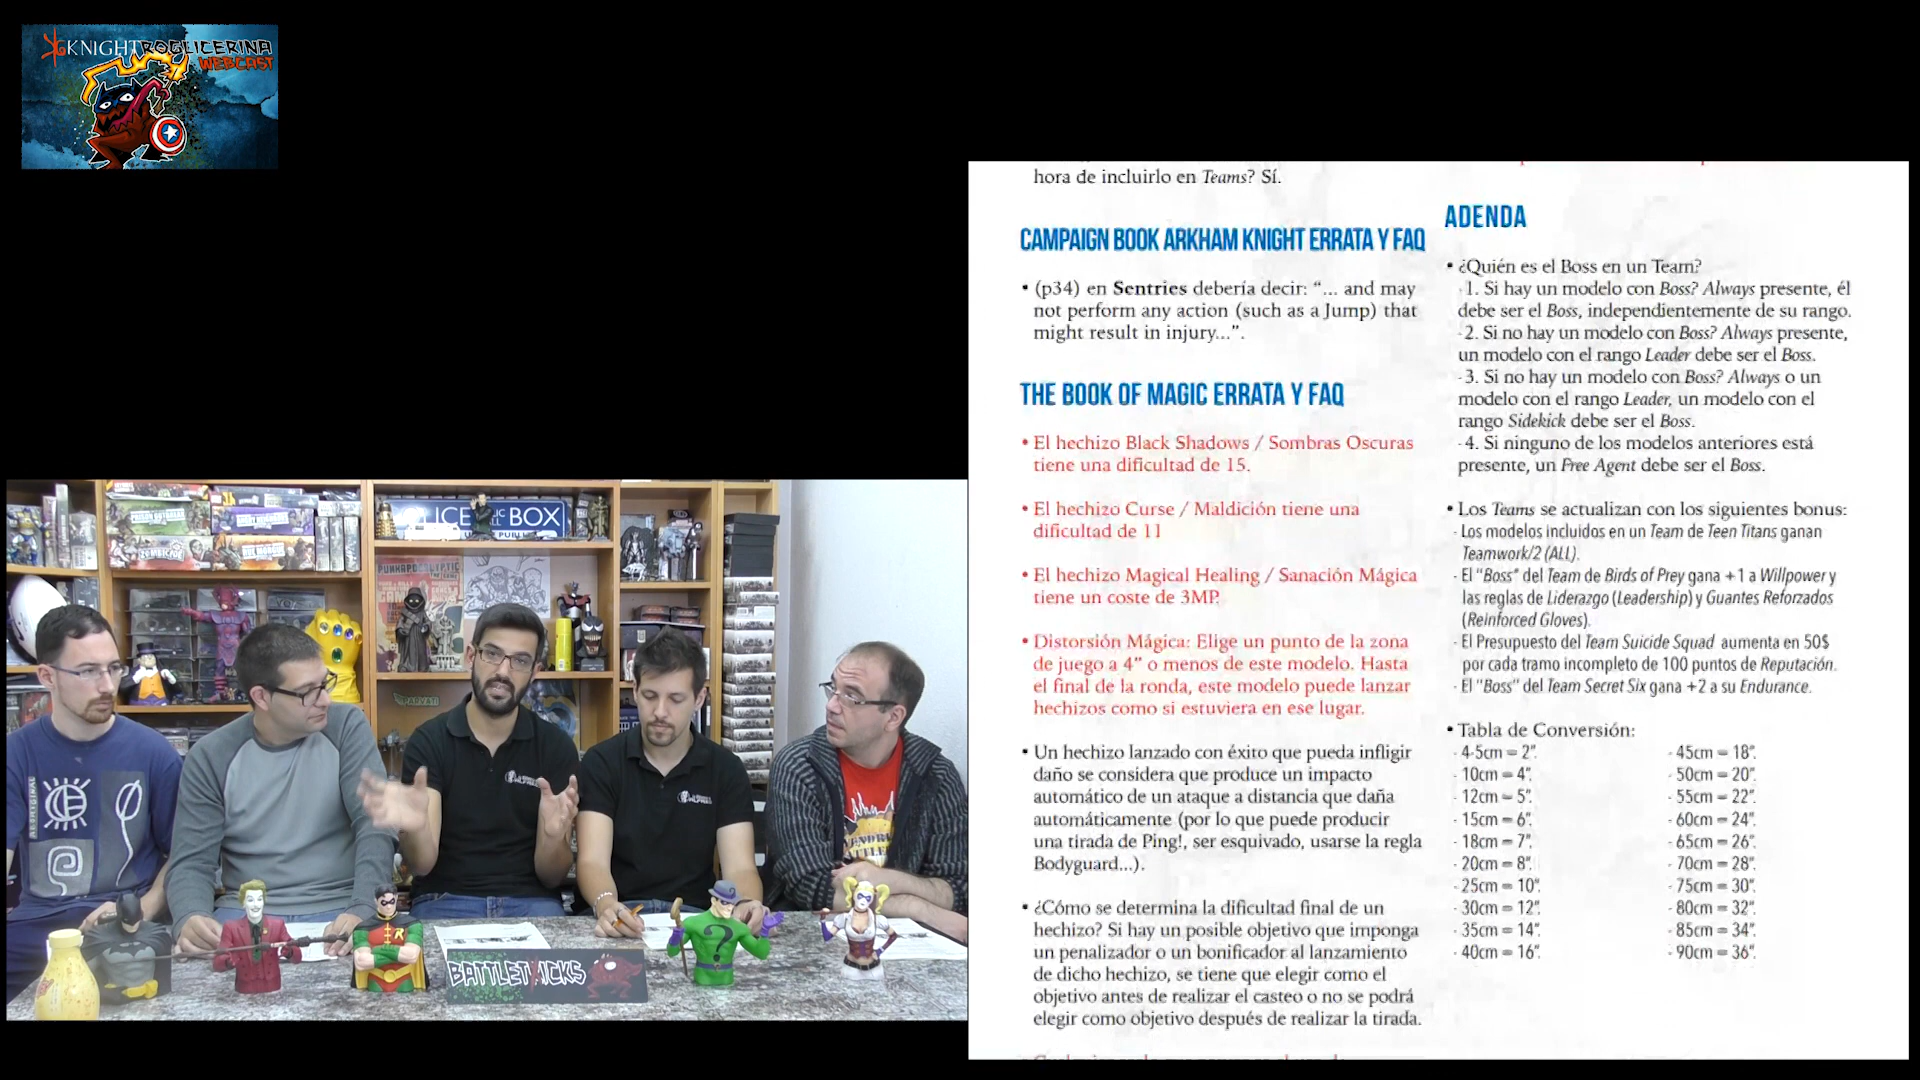 KNIGHTROGLICERINA
WEBCAST
LICE
BOX
ZOMBICIDE
PUNKAPOCALYPTIC
PARVATI
BATTLETRICKS
hora de incluirlo en Teams? Sí.
CAMPAIGN BOOK ARKHAM KNIGHT ERRATA Y FAQ
• (p34) en Sentries debería decir: “... and may
not perform any action (such as a Jump) that
might result in injury...”.
THE BOOK OF MAGIC ERRATA Y FAQ
• El hechizo Black Shadows / Sombras Oscuras
tiene una dificultad de 15.
• El hechizo Curse / Maldición tiene una
dificultad de 11
• El hechizo Magical Healing / Sanación Mágica
tiene un coste de 3MP.
• Distorsión Mágica: Elige un punto de la zona
de juego a 4” o menos de este modelo. Hasta
el final de la ronda, este modelo puede lanzar
hechizos como si estuviera en ese lugar.
• Un hechizo lanzado con éxito que pueda infligir
daño se considera que produce un impacto
automático de un ataque a distancia que daña
automáticamente (por lo que puede producir
una tirada de Ping!, ser esquivado, usarse la regla
Bodyguard...).
• ¿Cómo se determina la dificultad final de un
hechizo? Si hay un posible objetivo que imponga
un penalizador o un bonificador al lanzamiento
de dicho hechizo, se tiene que elegir como el
objetivo antes de realizar el casteo o no se podrá
elegir como objetivo después de realizar la tirada.
ADENDA
• ¿Quién es el Boss en un Team?
-1. Si hay un modelo con Boss? Always presente, él
debe ser el Boss, independientemente de su rango.
-2. Si no hay un modelo con Boss? Always presente,
un modelo con el rango Leader debe ser el Boss.
-3. Si no hay un modelo con Boss? Always o un
modelo con el rango Leader, un modelo con el
rango Sidekick debe ser el Boss.
-4. Si ninguno de los modelos anteriores está
presente, un Free Agent debe ser el Boss.
• Los Teams se actualizan con los siguientes bonus:
- Los modelos incluidos en un Team de Teen Titans ganan
Teamwork/2 (ALL).
- El "Boss" del Team de Birds of Prey gana +1 a Willpower y
las reglas de Liderazgo (Leadership) y Guantes Reforzados
(Reinforced Gloves).
- El Presupuesto del Team Suicide Squad aumenta en 50$
por cada tramo incompleto de 100 puntos de Reputación.
- El "Boss" del Team Secret Six gana +2 a su Endurance.
• Tabla de Conversión:
- 4-5cm = 2”.
- 10cm = 4”.
- 12cm = 5”.
- 15cm = 6”.
- 18cm = 7”.
- 20cm = 8”.
- 25cm = 10”.
- 30cm = 12”.
- 35cm = 14”.
- 40cm = 16”.
- 45cm = 18”.
- 50cm = 20”.
- 55cm = 22”.
- 60cm = 24”.
- 65cm = 26”.
- 70cm = 28”.
- 75cm = 30”.
- 80cm = 32”.
- 85cm = 34”.
- 90cm = 36”.